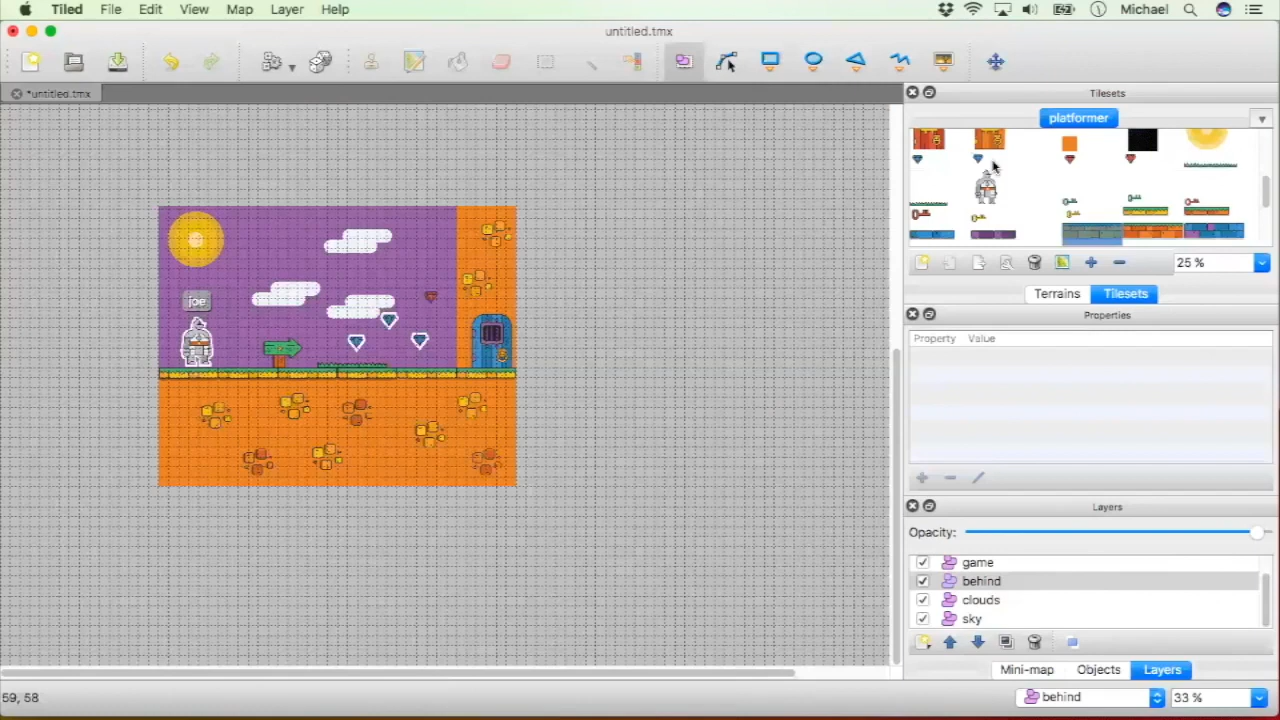 Tiled File Edit View Map Layer Help Michael
untitled.tmx
*untitled.tmx
Tilesets
platformer
25 %
Terrains Tilesets
Properties
Property Value
joe
Layers
Opacity:
game
behind
clouds
sky
Mini-map Objects Layers
59, 58
behind 33 %